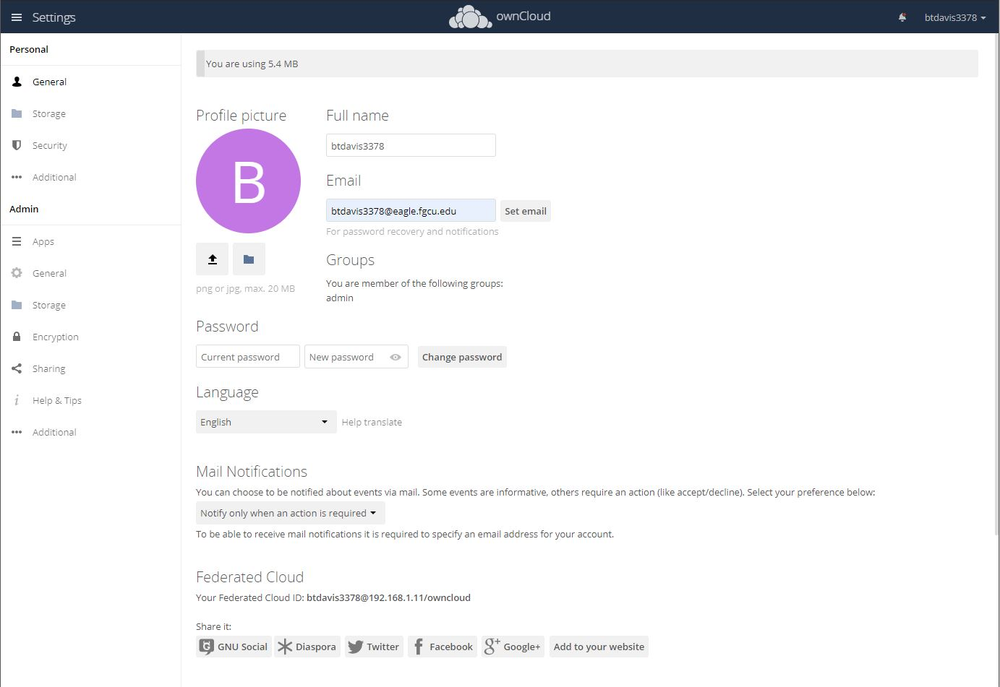 Settings
ownCloud
btdavis3378
Personal
General
Storage
Security
Additional
Admin
Apps
General
Storage
Encryption
Sharing
Help & Tips
Additional
You are using 5.4 MB
Profile picture
B
png or jpg, max. 20 MB
Full name
btdavis3378
Email
btdavis3378@eagle.fgcu.edu Set email
For password recovery and notifications
Groups
You are member of the following groups:
admin
Password
Current password New password Change password
Language
English Help translate
Mail Notifications
You can choose to be notified about events via mail. Some events are informative, others require an action (like accept/decline). Select your preference below:
Notify only when an action is required
To be able to receive mail notifications it is required to specify an email address for your account.
Federated Cloud
Your Federated Cloud ID: btdavis3378@192.168.1.11/owncloud
Share it:
GNU Social Diaspora Twitter Facebook Google+ Add to your website